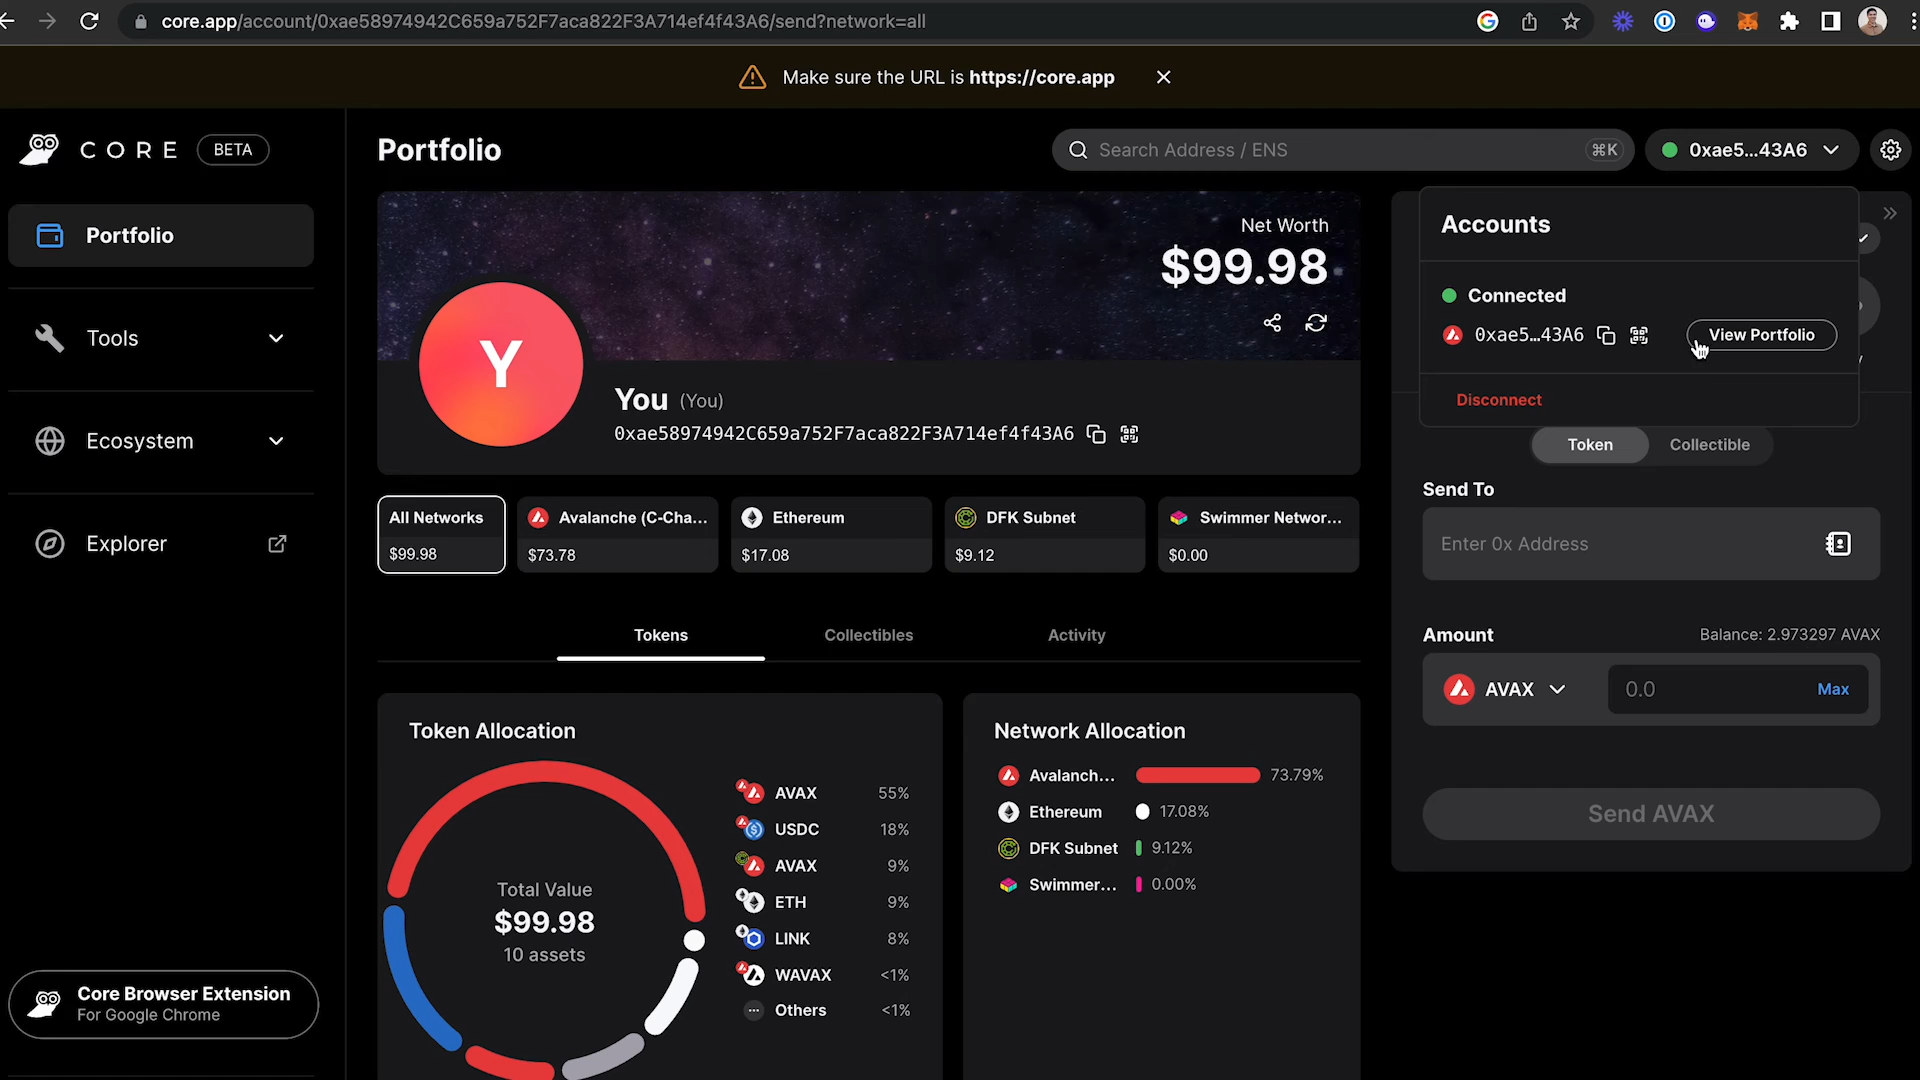 core.app/account/0xae58974942C659a752F7aca822F3A714ef4f43A6/send?network=all
Make sure the URL is https://core.app
CORE BETA
Portfolio
Search Address / ENS
⌘K
0xae5...43A6
Portfolio
Tools
Ecosystem
Explorer
Core Browser Extension
For Google Chrome
Net Worth
$99.98
Y
You (You)
0xae58974942C659a752F7aca822F3A714ef4f43A6
All Networks
$99.98
Avalanche (C-Cha...
$73.78
Ethereum
$17.08
DFK Subnet
$9.12
Swimmer Networ...
$0.00
Tokens
Collectibles
Activity
Token Allocation
Total Value
$99.98
10 assets
AVAX 55%
USDC 18%
AVAX 9%
ETH 9%
LINK 8%
WAVAX <1%
Others <1%
Network Allocation
Avalanch... 73.79%
Ethereum 17.08%
DFK Subnet 9.12%
Swimmer... 0.00%
Accounts
Connected
0xae5...43A6
View Portfolio
Disconnect
Token
Collectible
Send To
Enter 0x Address
Amount
Balance: 2.973297 AVAX
AVAX
0.0
Max
Send AVAX